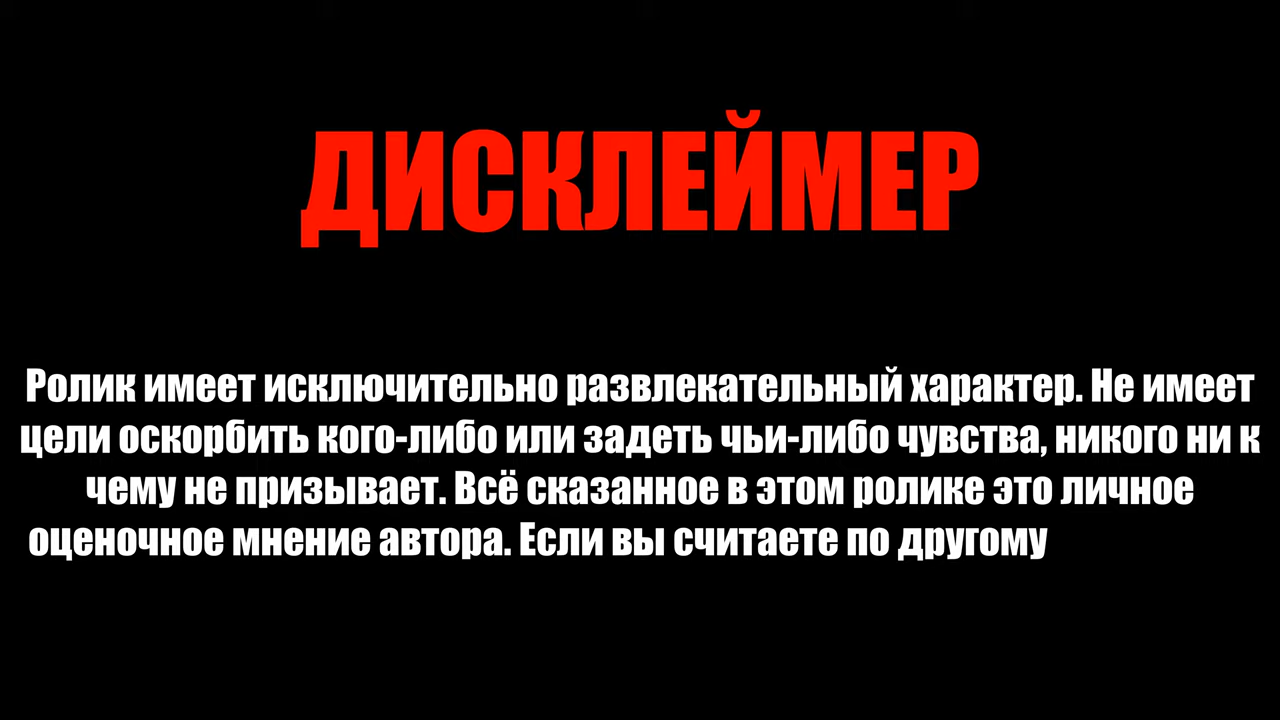 ДИСКЛЕЙМЕР
Ролик имеет исключительно развлекательный характер. Не имеет
цели оскорбить кого-либо или задеть чьи-либо чувства, никого ни к
чему не призывает. Всё сказанное в этом ролике это личное
оценочное мнение автора. Если вы считаете по другому